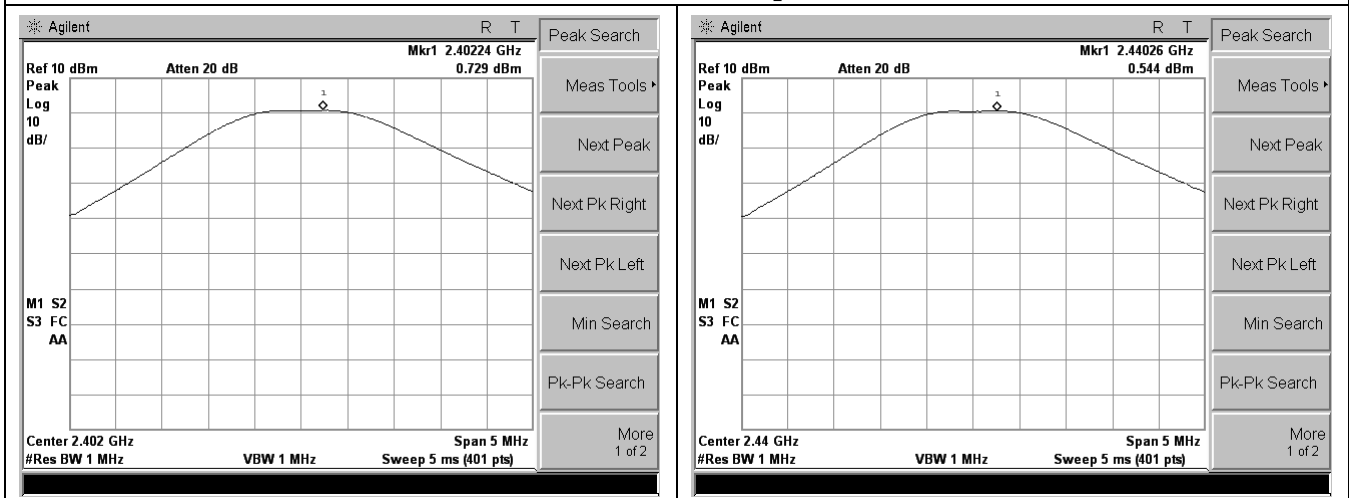 Agilent R T
Mkr1 2.40224 GHz
Ref 10 dBm Atten 20 dB 0.729 dBm
Peak
Log
10
dB/
1
M1 S2
S3 FC
AA
Center 2.402 GHz Span 5 MHz
#Res BW 1 MHz VBW 1 MHz Sweep 5 ms (401 pts)
Peak Search
Meas Tools
Next Peak
Next Pk Right
Next Pk Left
Min Search
Pk-Pk Search
More
1 of 2
Agilent R T
Mkr1 2.44026 GHz
Ref 10 dBm Atten 20 dB 0.544 dBm
Peak
Log
10
dB/
1
M1 S2
S3 FC
AA
Center 2.44 GHz Span 5 MHz
#Res BW 1 MHz VBW 1 MHz Sweep 5 ms (401 pts)
Peak Search
Meas Tools
Next Peak
Next Pk Right
Next Pk Left
Min Search
Pk-Pk Search
More
1 of 2